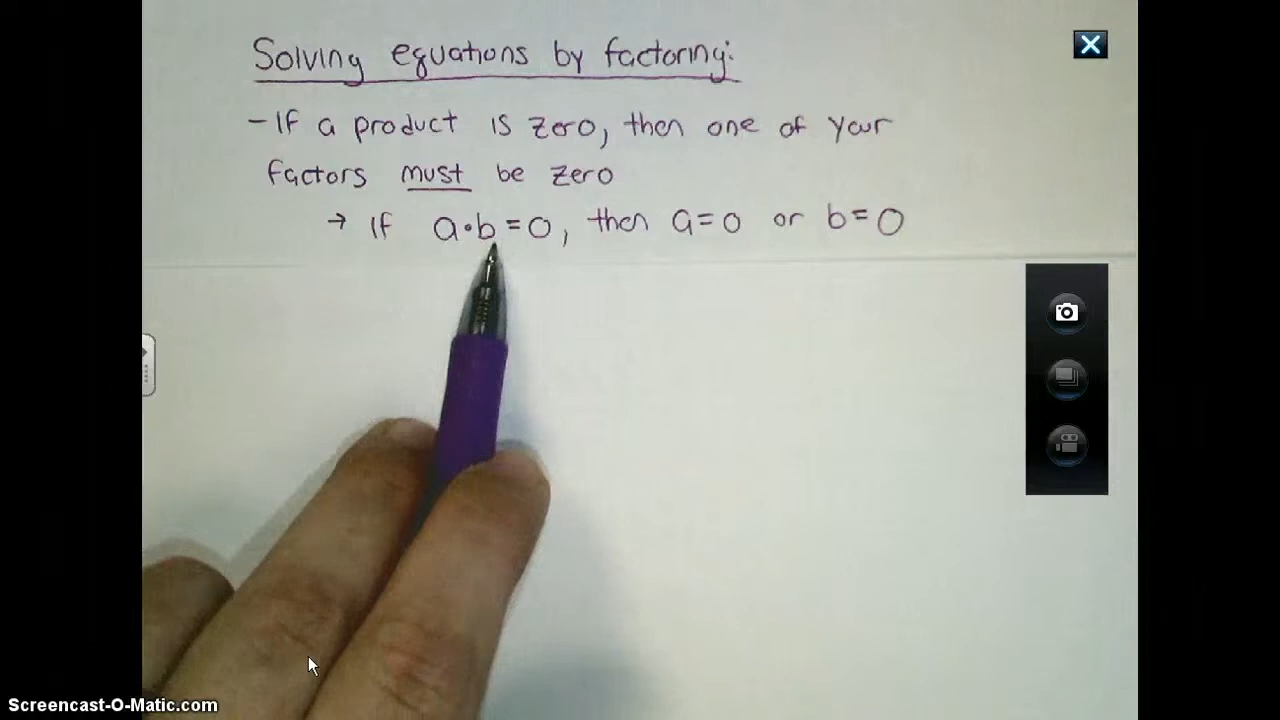 Solving equations by factoring:
- If a product is zero, then one of your
factors must be zero
→ If a·b=0, then a=0 or b=0
Screencast-O-Matic.com